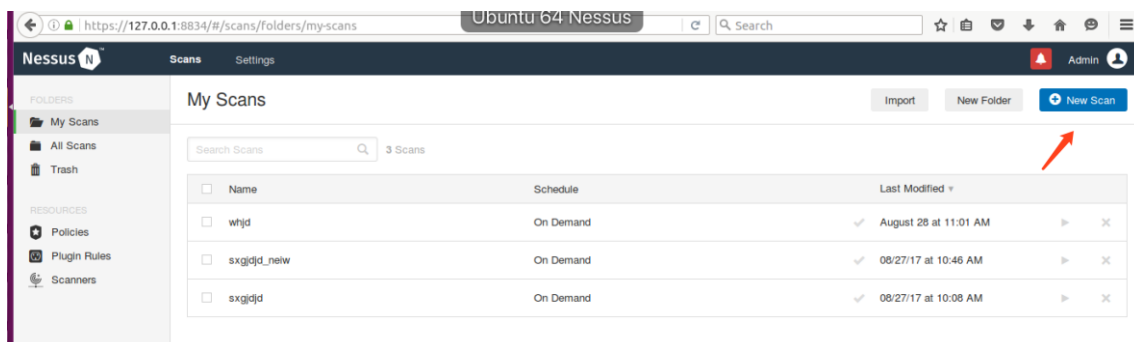 Ubuntu 64 Nessus
https://127.0.0.1:8834/#/scans/folders/my-scans
Search
Nessus N
Scans
Settings
Admin
FOLDERS
My Scans
All Scans
Trash
RESOURCES
Policies
Plugin Rules
Scanners
My Scans
Import
New Folder
New Scan
Search Scans
3 Scans
Name Schedule Last Modified
whjd On Demand August 28 at 11:01 AM
sxgjdjd_neiw On Demand 08/27/17 at 10:46 AM
sxgjdjd On Demand 08/27/17 at 10:08 AM